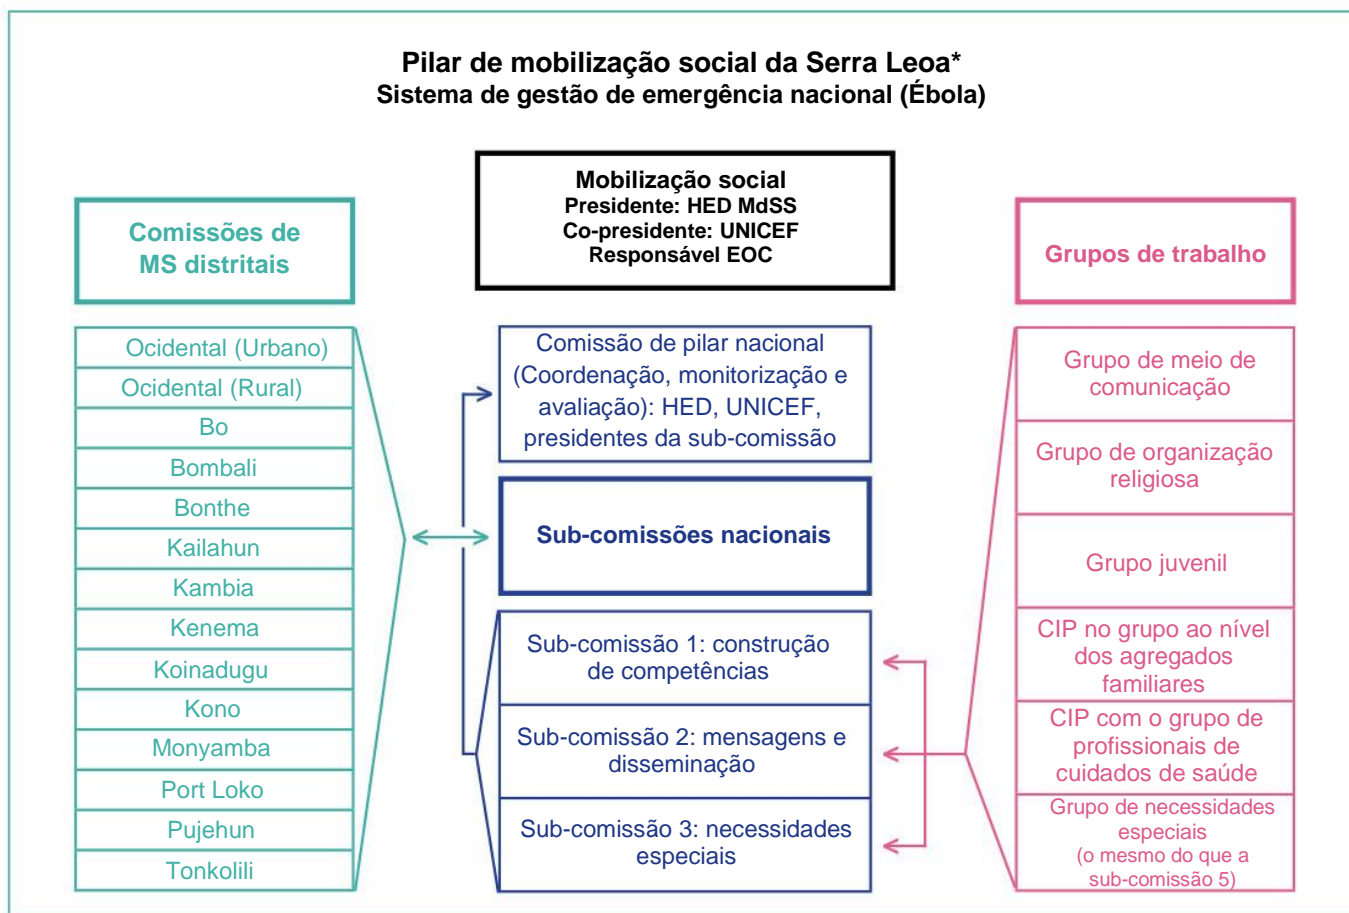 Pilar de mobilização social da Serra Leoa*
Sistema de gestão de emergência nacional (Ébola)
Mobilização social
Presidente: HED MdSS
Co-presidente: UNICEF
Responsável EOC
Comissões de
MS distritais
Ocidental (Urbano)
Ocidental (Rural)
Bo
Bombali
Bonthe
Kailahun
Kambia
Kenema
Koinadugu
Kono
Monyamba
Port Loko
Pujehun
Tonkolili
Comissão de pilar nacional
(Coordenação, monitorização e
avaliação): HED, UNICEF,
presidentes da sub-comissão
Sub-comissões nacionais
Sub-comissão 1: construção
de competências
Sub-comissão 2: mensagens e
disseminação
Sub-comissão 3: necessidades
especiais
Grupos de trabalho
Grupo de meio de
comunicação
Grupo de organização
religiosa
Grupo juvenil
CIP no grupo ao nível
dos agregados
familiares
CIP com o grupo de
profissionais de
cuidados de saúde
Grupo de necessidades
especiais
(o mesmo do que a
sub-comissão 5)